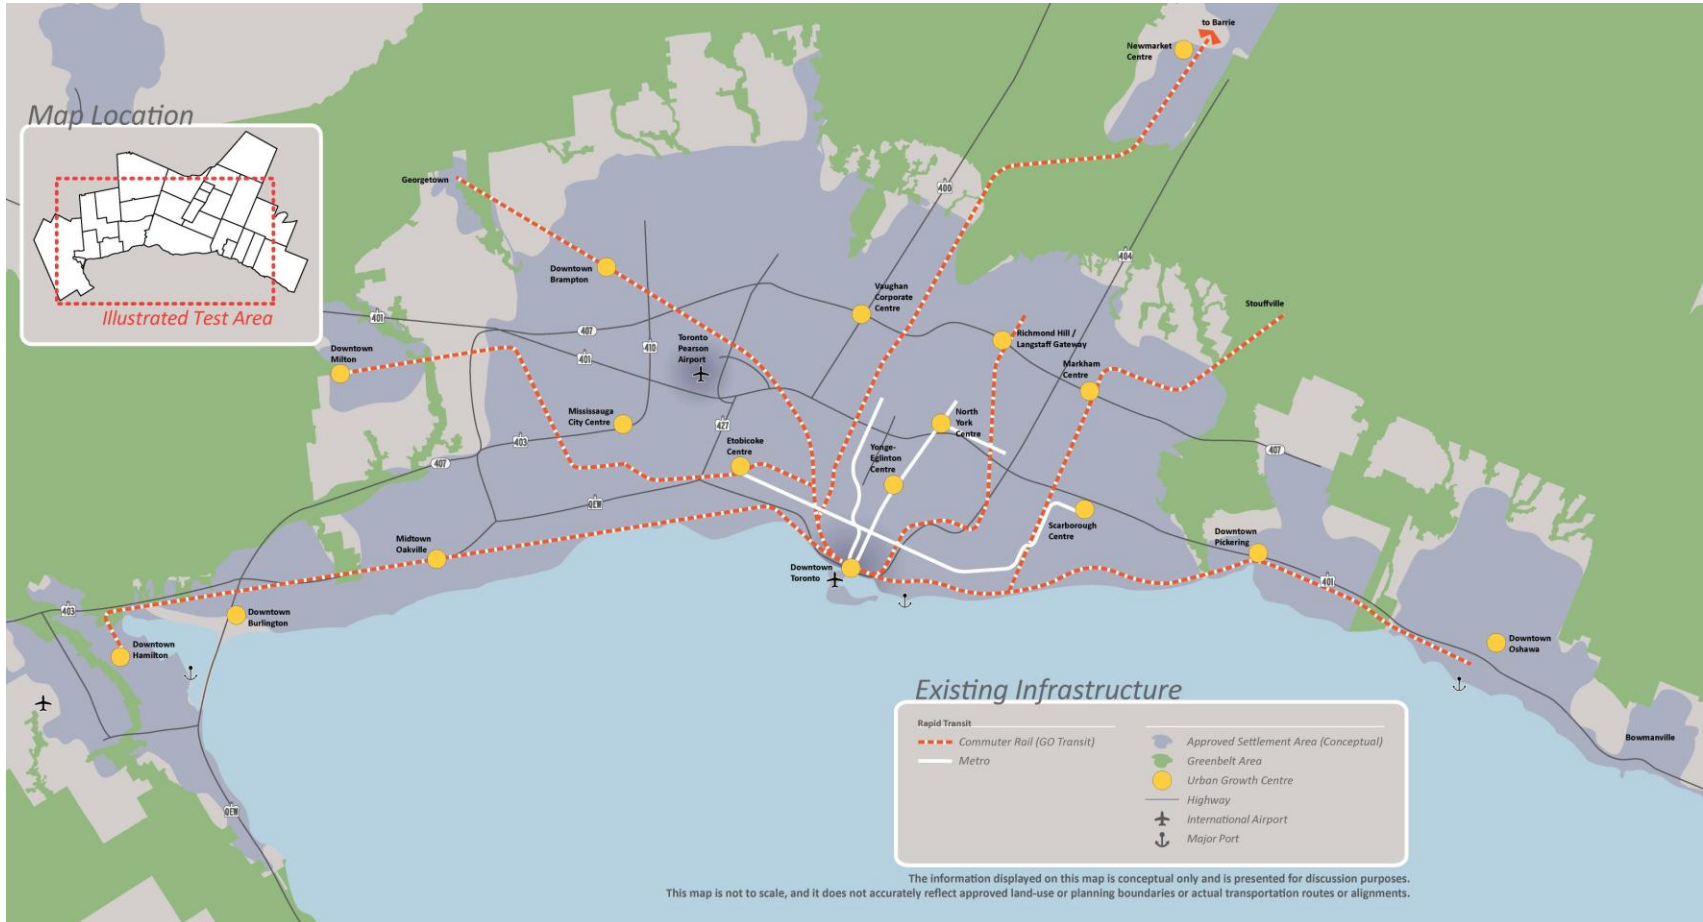 to Barrie
Newmarket
Centre
Map Location
Illustrated Test Area
Georgetown
400
404
Downtown
Brampton
Vaughan
Corporate
Centre
Stouffville
401
407
Toronto
Pearson
Airport
410
401
Richmond Hill /
Langstaff Gateway
Downtown
Milton
Markham
Centre
Mississauga
City Centre
427
North
York
Centre
403
Etobicoke
Centre
Yonge-
Eglinton
Centre
407
407
QEW
Scarborough
Centre
Midtown
Oakville
Downtown
Pickering
Downtown
Toronto
401
403
Downtown
Burlington
Downtown
Hamilton
Downtown
Oshawa
Bowmanville
QEW
Existing Infrastructure
Rapid Transit
Commuter Rail (GO Transit)
Metro
Approved Settlement Area (Conceptual)
Greenbelt Area
Urban Growth Centre
Highway
International Airport
Major Port
The information displayed on this map is conceptual only and is presented for discussion purposes.
This map is not to scale, and it does not accurately reflect approved land-use or planning boundaries or actual transportation routes or alignments.